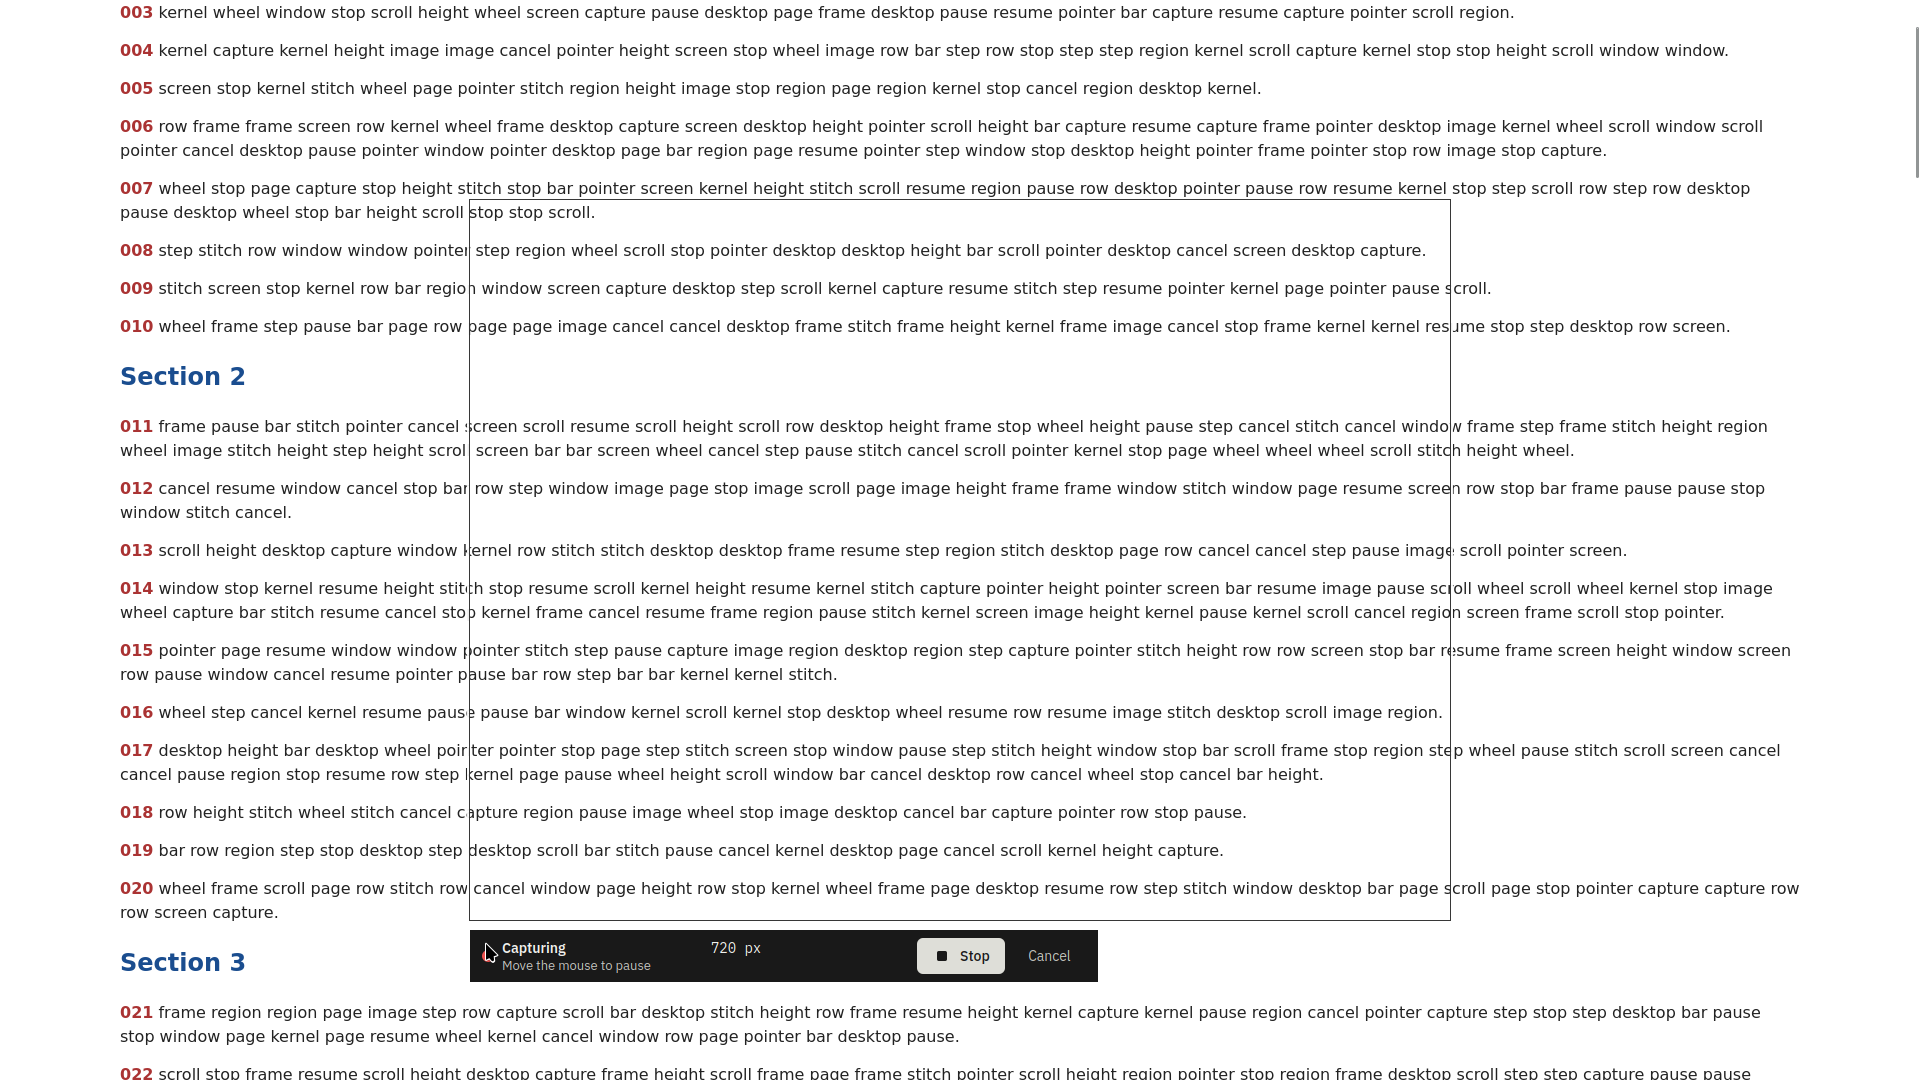 003 kernel wheel window stop scroll height wheel screen capture pause desktop page frame desktop pause resume pointer bar capture resume capture pointer scroll region.
004 kernel capture kernel height image image cancel pointer height screen stop wheel image row bar step row stop step step region kernel scroll capture kernel stop stop height scroll window window.
005 screen stop kernel stitch wheel page pointer stitch region height image stop region page region kernel stop cancel region desktop kernel.
006 row frame frame screen row kernel wheel frame desktop capture screen desktop height pointer scroll height bar capture resume capture frame pointer desktop image kernel wheel scroll window scroll
pointer cancel desktop pause pointer window pointer desktop page bar region page resume pointer step window stop desktop height pointer frame pointer stop row image stop capture.
007 wheel stop page capture stop height stitch stop bar pointer screen kernel height stitch scroll resume region pause row desktop pointer pause row resume kernel stop step scroll row step row desktop
pause desktop wheel stop bar height scroll stop stop scroll.
008 step stitch row window window pointer step region wheel scroll stop pointer desktop desktop height bar scroll pointer desktop cancel screen desktop capture.
009 stitch screen stop kernel row bar region window screen capture desktop step scroll kernel capture resume stitch step resume pointer kernel page pointer pause scroll.
010 wheel frame step pause bar page row page page image cancel cancel desktop frame stitch frame height kernel frame image cancel stop frame kernel kernel resume stop step desktop row screen.
Section 2
011 frame pause bar stitch pointer cancel screen scroll resume scroll height scroll row desktop height frame stop wheel height pause step cancel stitch cancel window frame step frame stitch height region
wheel image stitch height step height scroll screen bar bar screen wheel cancel step pause stitch cancel scroll pointer kernel stop page wheel wheel wheel scroll stitch height wheel.
012 cancel resume window cancel stop bar row step window image page stop image scroll page image height frame frame window stitch window page resume screen row stop bar frame pause pause stop
window stitch cancel.
013 scroll height desktop capture window kernel row stitch stitch desktop desktop frame resume step region stitch desktop page row cancel cancel step pause image scroll pointer screen.
014 window stop kernel resume height stitch stop resume scroll kernel height resume kernel stitch capture pointer height pointer screen bar resume image pause scroll wheel scroll wheel kernel stop image
wheel capture bar stitch resume cancel stop kernel frame cancel resume frame region pause stitch kernel screen image height kernel pause kernel scroll cancel region screen frame scroll stop pointer.
015 pointer page resume window window pointer stitch step pause capture image region desktop region step capture pointer stitch height row row screen stop bar resume frame screen height window screen
row pause window cancel resume pointer pause bar row step bar bar kernel kernel stitch.
016 wheel step cancel kernel resume pause pause bar window kernel scroll kernel stop desktop wheel resume row resume image stitch desktop scroll image region.
017 desktop height bar desktop wheel pointer pointer stop page step stitch screen stop window pause step stitch height window stop bar scroll frame stop region step wheel pause stitch scroll screen cancel
cancel pause region stop resume row step kernel page pause wheel height scroll window bar cancel desktop row cancel wheel stop cancel bar height.
018 row height stitch wheel stitch cancel capture region pause image wheel stop image desktop cancel bar capture pointer row stop pause.
019 bar row region step stop desktop step desktop scroll bar stitch pause cancel kernel desktop page cancel scroll kernel height capture.
020 wheel frame scroll page row stitch row cancel window page height row stop kernel wheel frame page desktop resume row step stitch window desktop bar page scroll page stop pointer capture capture row
row screen capture.
Capturing
Move the mouse to pause
720 px
Stop
Cancel
Section 3
021 frame region region page image step row capture scroll bar desktop stitch height row frame resume height kernel capture kernel pause region cancel pointer capture step stop step desktop bar pause
stop window page kernel page resume wheel kernel cancel window row page pointer bar desktop pause.
022 scroll stop frame resume scroll height desktop capture frame height scroll frame page frame stitch pointer scroll height region pointer stop region frame desktop scroll step step capture pause pause